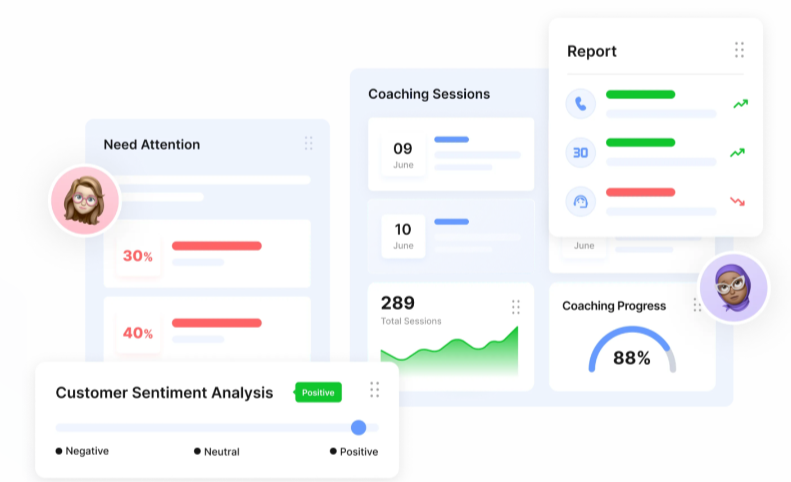 Report
30
Coaching Sessions
09
June
10
June
June
Need Attention
30%
40%
289
Total Sessions
Coaching Progress
88%
Customer Sentiment Analysis
Positive
Negative
Neutral
Positive